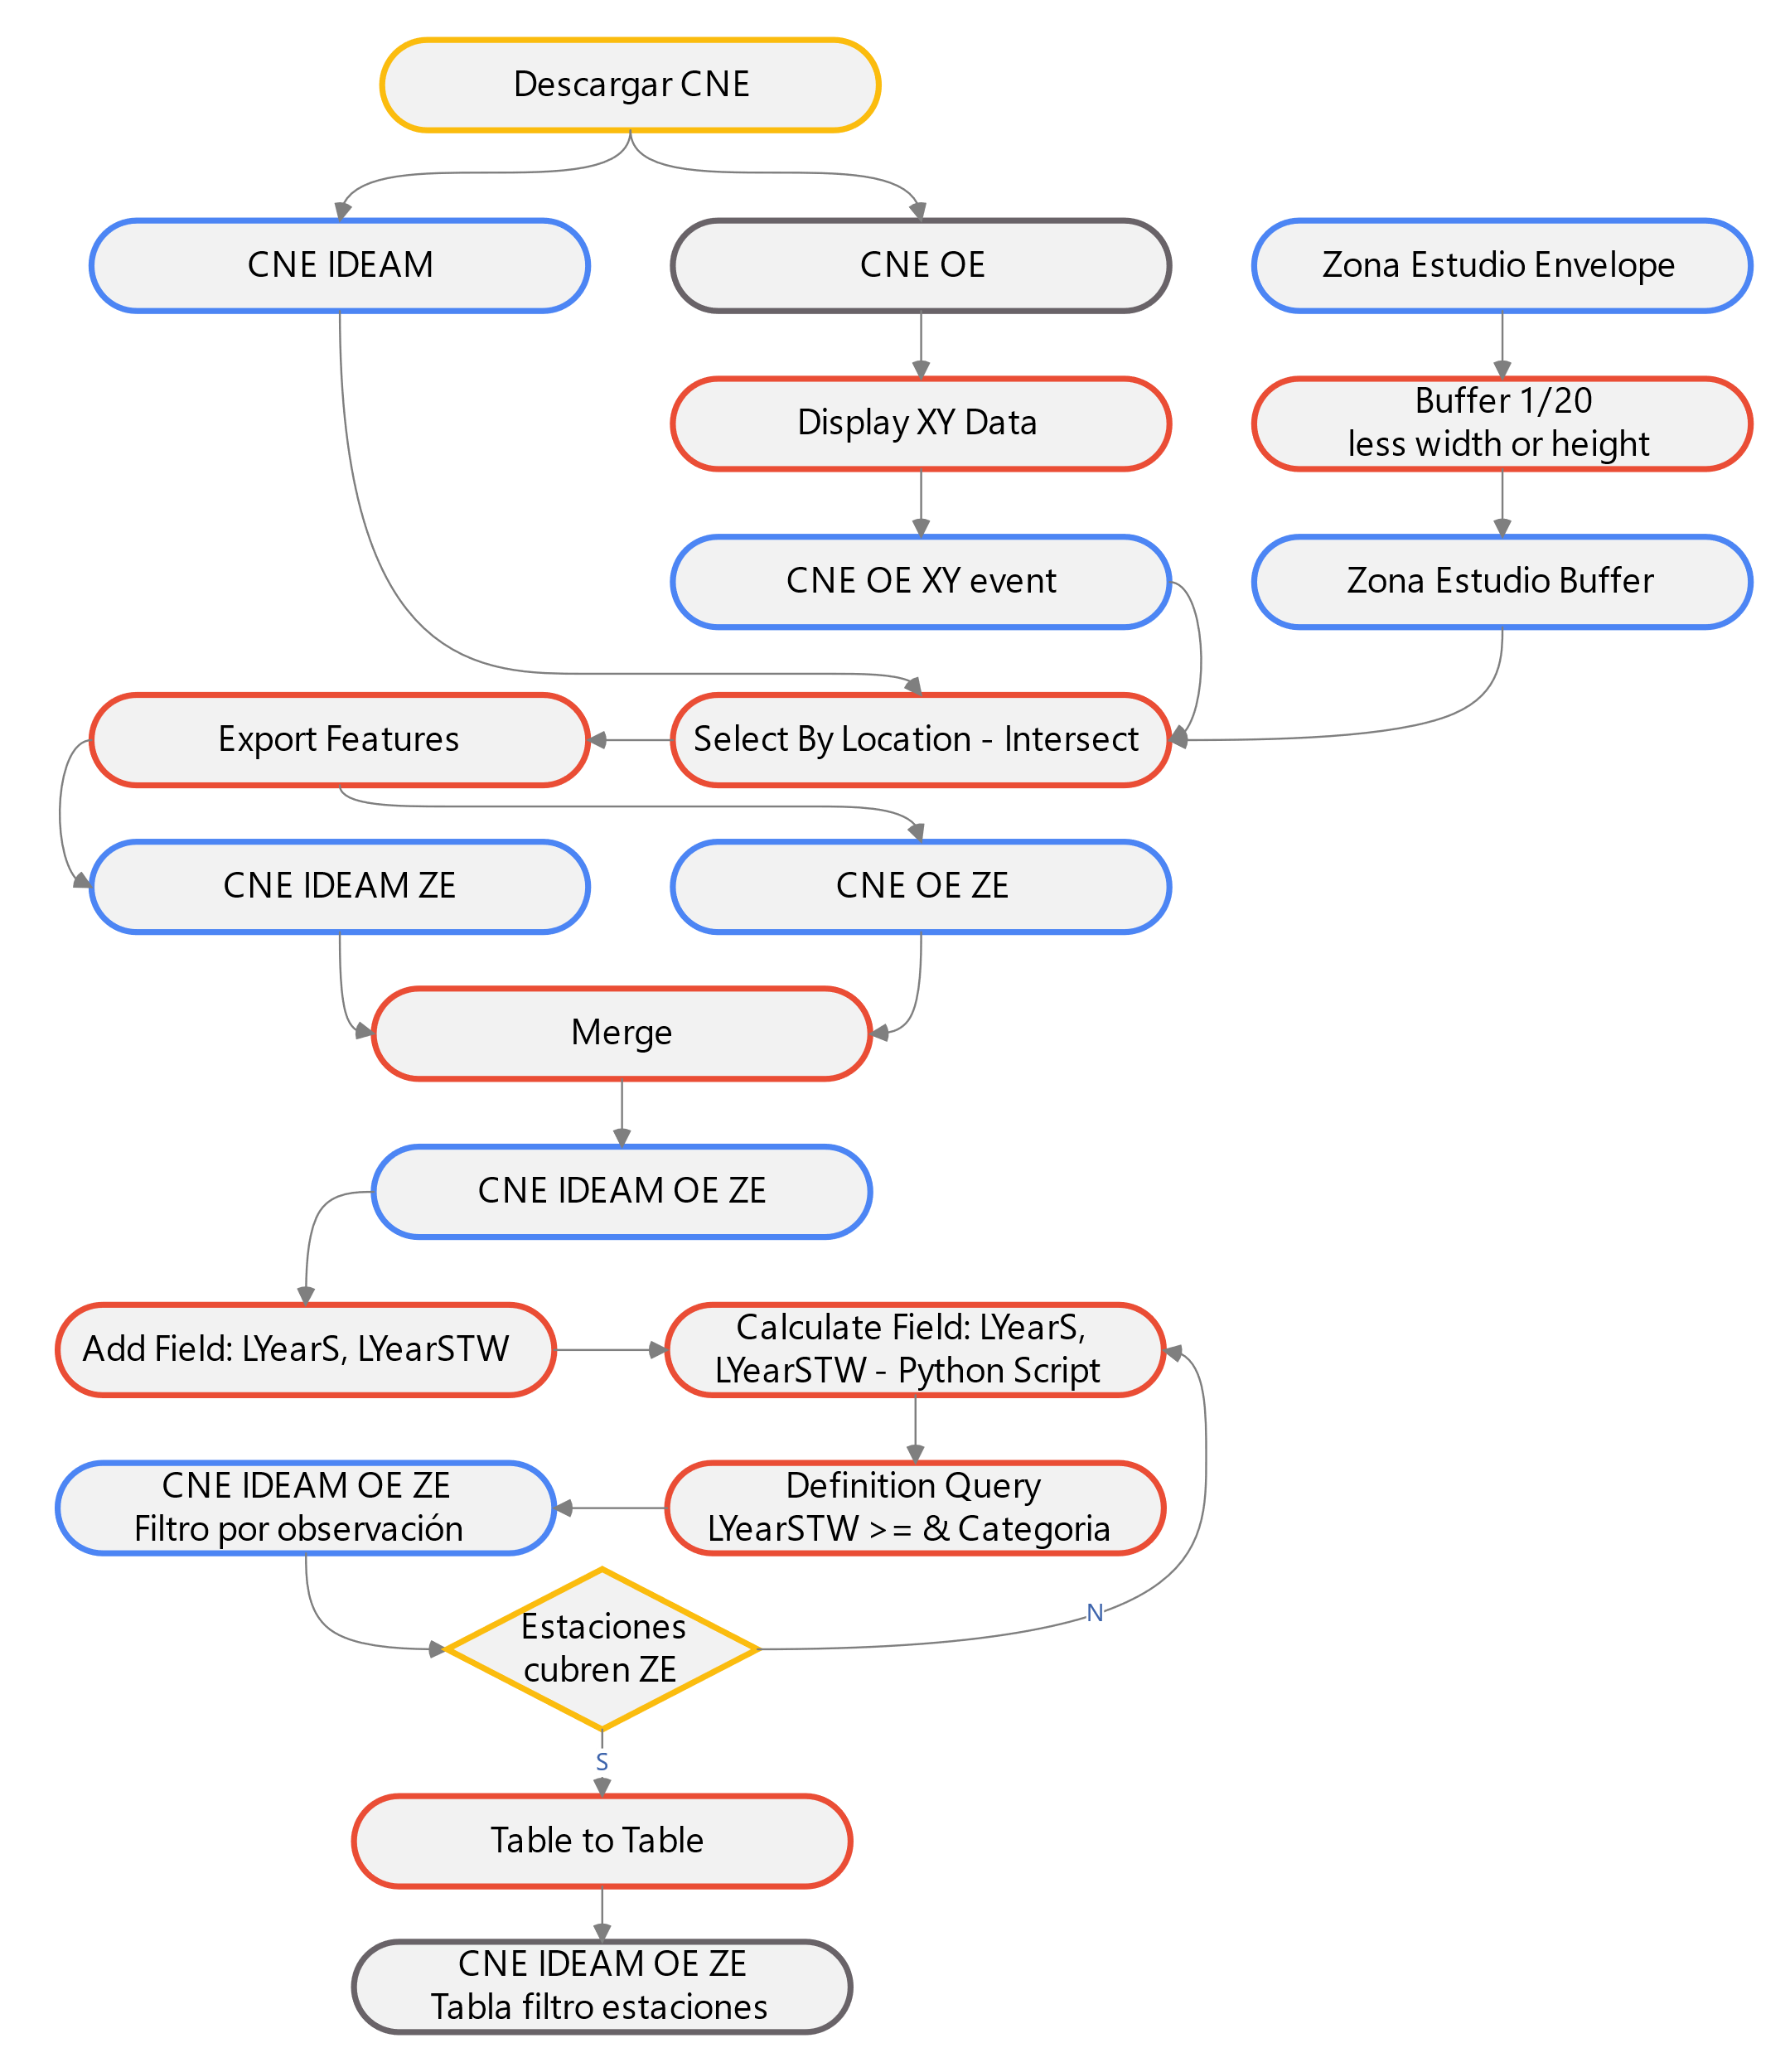 Descargar CNE
CNE IDEAM
CNE OE
Zona Estudio Envelope
Display XY Data
Buffer 1/20
less width or height
CNE OE XY event
Zona Estudio Buffer
Export Features
Select By Location - Intersect
CNE IDEAM ZE
CNE OE ZE
Merge
CNE IDEAM OE ZE
Add Field: LYearS, LYearSTW
Calculate Field: LYearS,
LYearSTW - Python Script
CNE IDEAM OE ZE
Filtro por observación
Definition Query
LYearSTW >= & Categoria
Estaciones
cubren ZE
N
S
Table to Table
CNE IDEAM OE ZE
Tabla filtro estaciones